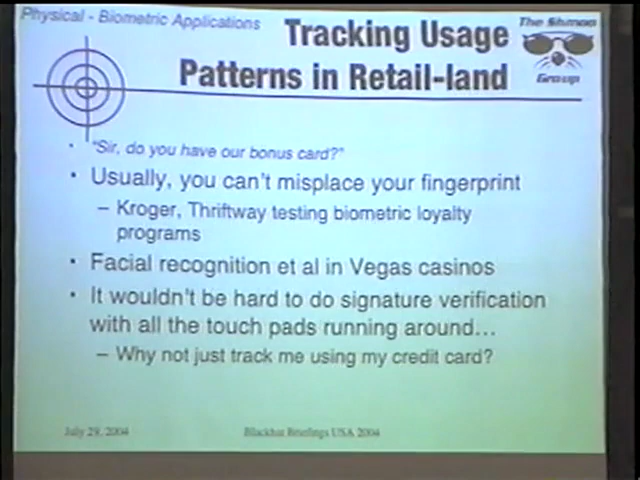 Physical - Biometric Applications
Tracking Usage
Patterns in Retail-land
The Shmoo
Group
• "Sir, do you have our bonus card?"
• Usually, you can't misplace your fingerprint
– Kroger, Thriftway testing biometric loyalty
programs
• Facial recognition et al in Vegas casinos
• It wouldn't be hard to do signature verification
with all the touch pads running around...
– Why not just track me using my credit card?
July 29, 2004
Blackhat Briefings USA 2004